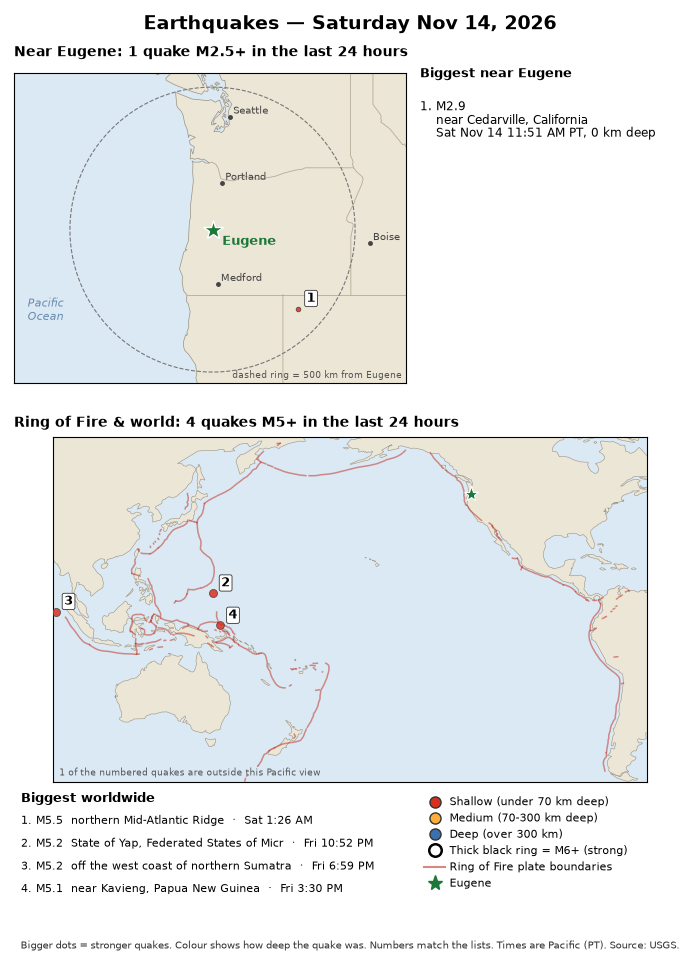 Earthquakes — Saturday Nov 14, 2026
Near Eugene: 1 quake M2.5+ in the last 24 hours
Seattle
Portland
Eugene
Boise
Medford
Pacific
Ocean
1
dashed ring = 500 km from Eugene
Biggest near Eugene
1. M2.9
near Cedarville, California
Sat Nov 14 11:51 AM PT, 0 km deep
Ring of Fire & world: 4 quakes M5+ in the last 24 hours
2
3
4
1 of the numbered quakes are outside this Pacific view
Biggest worldwide
1. M5.5 northern Mid-Atlantic Ridge · Sat 1:26 AM
2. M5.2 State of Yap, Federated States of Micr · Fri 10:52 PM
3. M5.2 off the west coast of northern Sumatra · Fri 6:59 PM
4. M5.1 near Kavieng, Papua New Guinea · Fri 3:30 PM
Shallow (under 70 km deep)
Medium (70-300 km deep)
Deep (over 300 km)
Thick black ring = M6+ (strong)
Ring of Fire plate boundaries
Eugene
Bigger dots = stronger quakes. Colour shows how deep the quake was. Numbers match the lists. Times are Pacific (PT). Source: USGS.